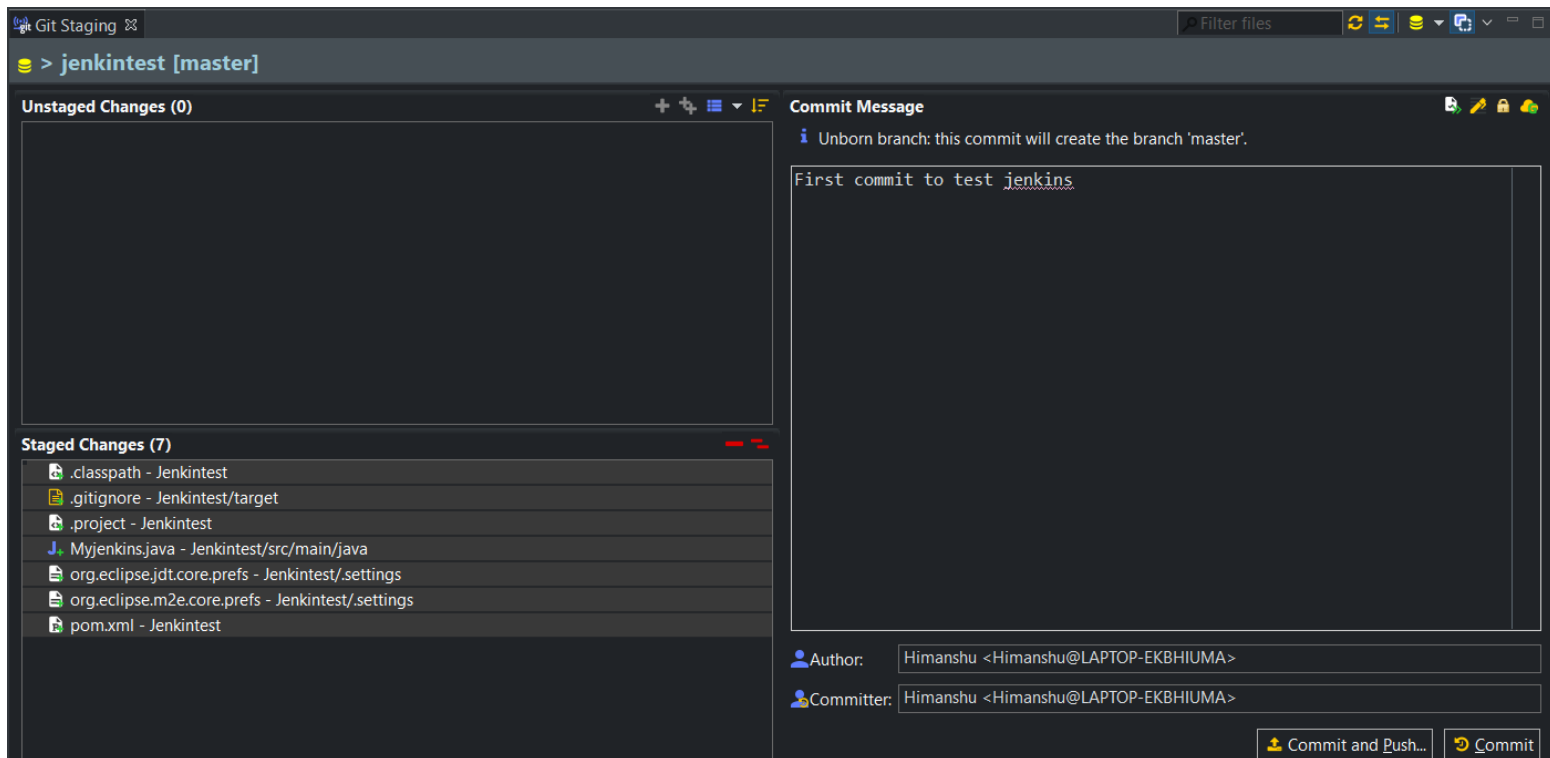 Git Staging
Filter files
> jenkintest [master]
Unstaged Changes (0)
Staged Changes (7)
.classpath - Jenkintest
.gitignore - Jenkintest/target
.project - Jenkintest
Myjenkins.java - Jenkintest/src/main/java
org.eclipse.jdt.core.prefs - Jenkintest/.settings
org.eclipse.m2e.core.prefs - Jenkintest/.settings
pom.xml - Jenkintest
Commit Message
Unborn branch: this commit will create the branch 'master'.
First commit to test jenkins
Author: Himanshu <Himanshu@LAPTOP-EKBHIUMA>
Committer: Himanshu <Himanshu@LAPTOP-EKBHIUMA>
Commit and Push... Commit